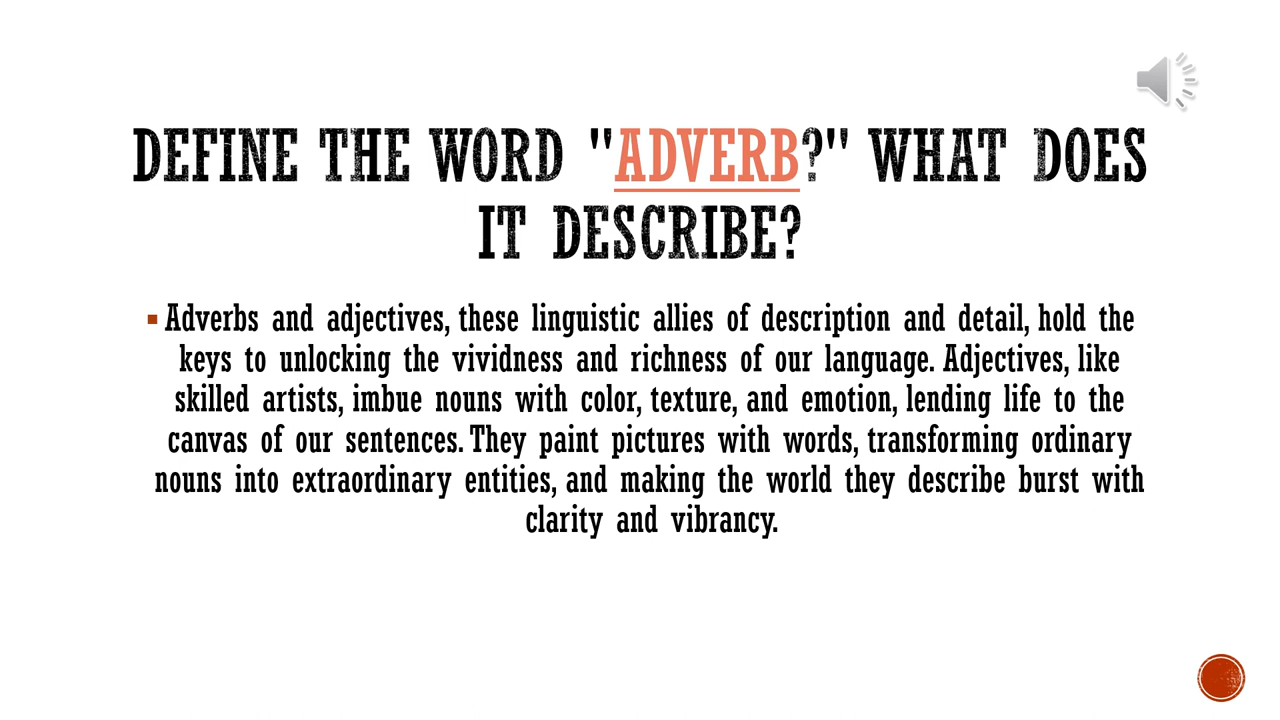 DEFINE THE WORD "ADVERB?" WHAT DOES
IT DESCRIBE?
▪ Adverbs and adjectives, these linguistic allies of description and detail, hold the
keys to unlocking the vividness and richness of our language. Adjectives, like
skilled artists, imbue nouns with color, texture, and emotion, lending life to the
canvas of our sentences. They paint pictures with words, transforming ordinary
nouns into extraordinary entities, and making the world they describe burst with
clarity and vibrancy.